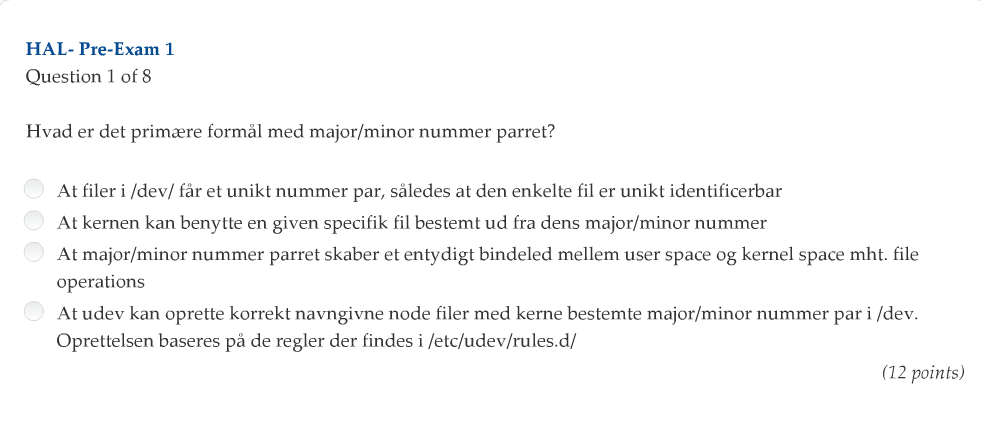 HAL- Pre-Exam 1
Question 1 of 8
Hvad er det primære formål med major/minor nummer parret?
At filer i /dev/ får et unikt nummer par, således at den enkelte fil er unikt identificerbar
At kernen kan benytte en given specifik fil bestemt ud fra dens major/minor nummer
At major/minor nummer parret skaber et entydigt bindeled mellem user space og kernel space mht. file
operations
At udev kan oprette korrekt navngivne node filer med kerne bestemte major/minor nummer par i /dev.
Oprettelsen baseres på de regler der findes i /etc/udev/rules.d/
(12 points)